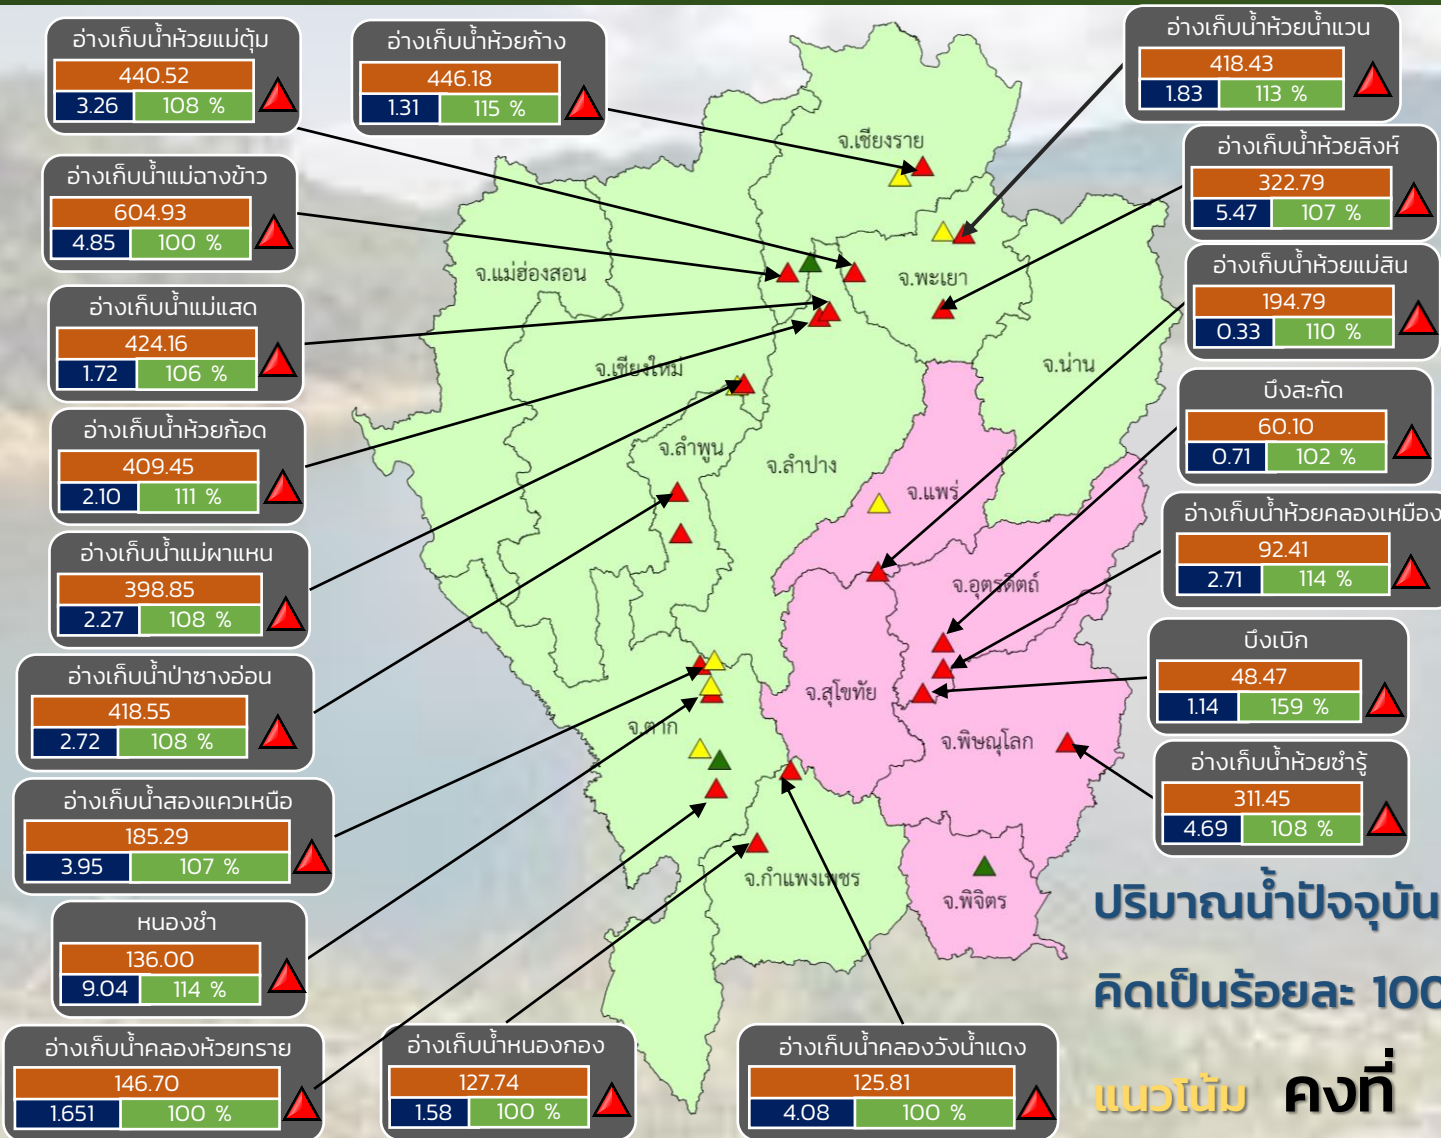 อ่างเก็บน้ำห้วยแม่ตุ้ม
440.52
3.26 108 %
อ่างเก็บน้ำห้วยก้าง
446.18
1.31 115 %
อ่างเก็บน้ำห้วยน้ำแวน
418.43
1.83 113 %
อ่างเก็บน้ำแม่ฉางข้าว
604.93
4.85 100 %
อ่างเก็บน้ำห้วยสิงห์
322.79
5.47 107 %
อ่างเก็บน้ำแม่แสด
424.16
1.72 106 %
อ่างเก็บน้ำห้วยแม่สิน
194.79
0.33 110 %
อ่างเก็บน้ำห้วยก้อด
409.45
2.10 111 %
บึงสะกัด
60.10
0.71 102 %
อ่างเก็บน้ำแม่ผาแหน
398.85
2.27 108 %
อ่างเก็บน้ำห้วยคลองเหมือง
92.41
2.71 114 %
อ่างเก็บน้ำป่าซางอ่อน
418.55
2.72 108 %
บึงเบิก
48.47
1.14 159 %
อ่างเก็บน้ำสองแควเหนือ
185.29
3.95 107 %
อ่างเก็บน้ำห้วยซำรู้
311.45
4.69 108 %
หนองชำ
136.00
9.04 114 %
อ่างเก็บน้ำคลองห้วยทราย
146.70
1.651 100 %
อ่างเก็บน้ำหนองกอง
127.74
1.58 100 %
อ่างเก็บน้ำคลองวังน้ำแดง
125.81
4.08 100 %
จ.เชียงราย
จ.แม่ฮ่องสอน
จ.พะเยา
จ.เชียงใหม่
จ.น่าน
จ.ลำพูน
จ.ลำปาง
จ.แพร่
จ.อุตรดิตถ์
จ.สุโขทัย
จ.ตาก
จ.พิษณุโลก
จ.กำแพงเพชร
จ.พิจิตร
ปริมาณน้ำปัจจุบัน
คิดเป็นร้อยละ 100
แนวโน้ม คงที่